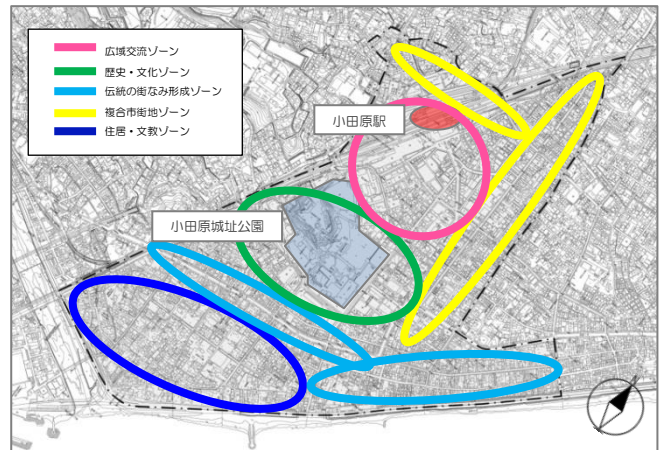 広域交流ゾーン
歴史・文化ゾーン
伝統の街なみ形成ゾーン
複合市街地ゾーン
住居・文教ゾーン
小田原駅
小田原城址公園